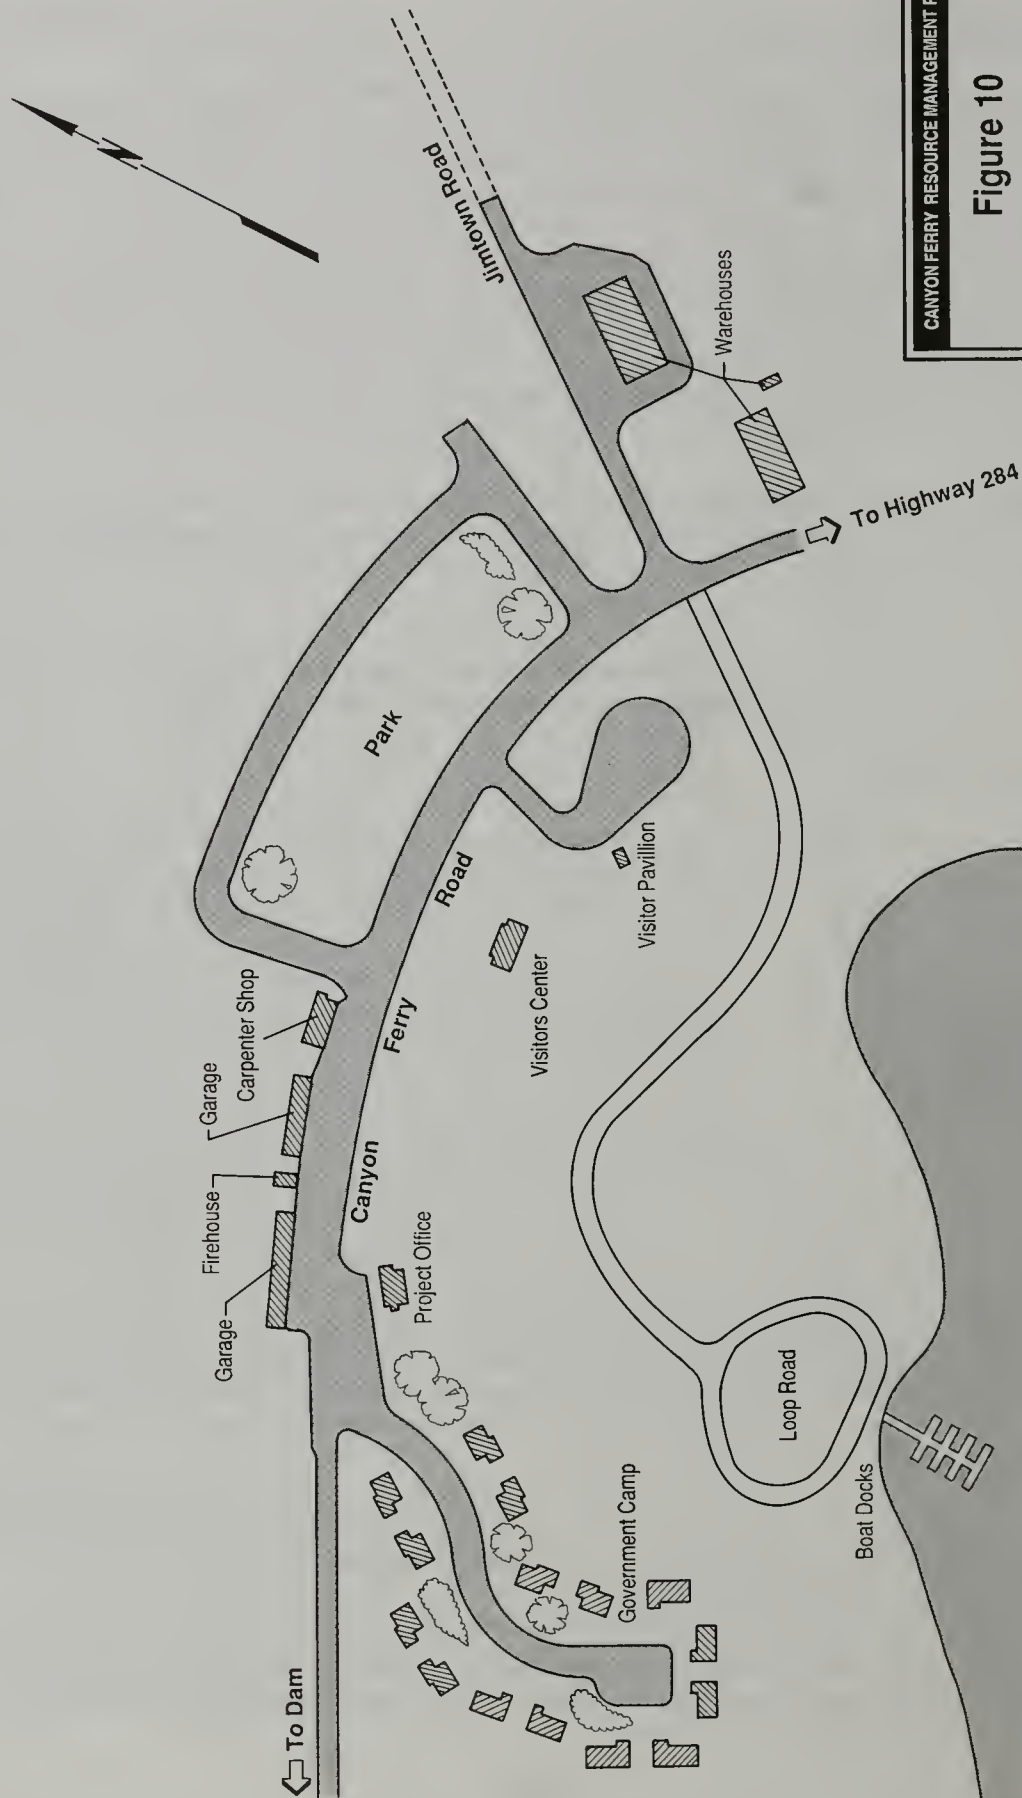 CANYON FERRY RESOURCE MANAGEMENT
Figure 10
N
Jimtown Road
Warehouses
To Highway 284
Park
Canyon Ferry Road
Visitor Pavillion
Visitors Center
Carpenter Shop
Garage
Firehouse
Garage
Project Office
Loop Road
Boat Docks
Government Camp
To Dam